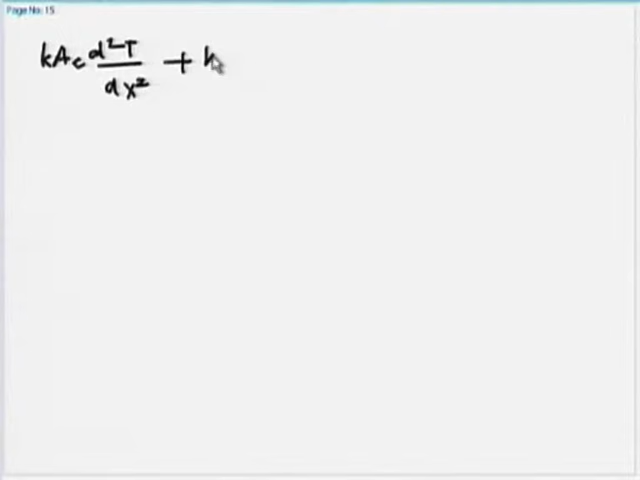 Page No: 15
kA_c d²T/dx² +